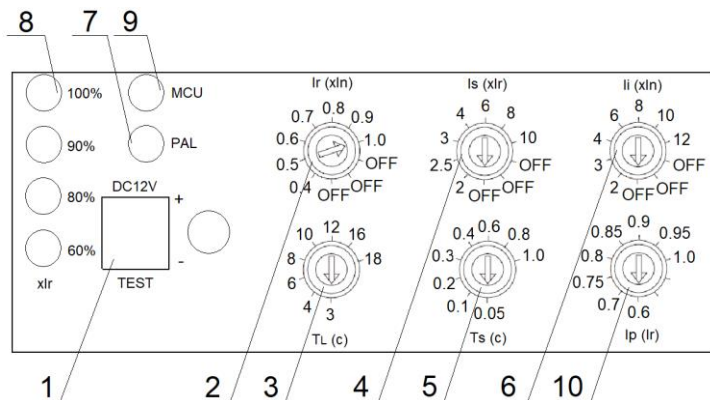 8 7 9
Ir (xIn) Is (xIr) Ii (xIn)
100% MCU
90% PAL
80%
60%
xIr
DC12V
+
-
TEST
0.4 0.5 0.6 0.7 0.8 0.9 1.0 OFF OFF OFF
2 2.5 3 4 6 8 10 OFF OFF OFF
2 3 4 6 8 10 12 OFF OFF OFF
3 4 6 8 10 12 16 18
0.05 0.1 0.2 0.3 0.4 0.6 0.8 1.0
0.6 0.7 0.75 0.8 0.85 0.9 0.95 1.0
TL (c) Ts (c) Ip (Ir)
1 2 3 4 5 6 10